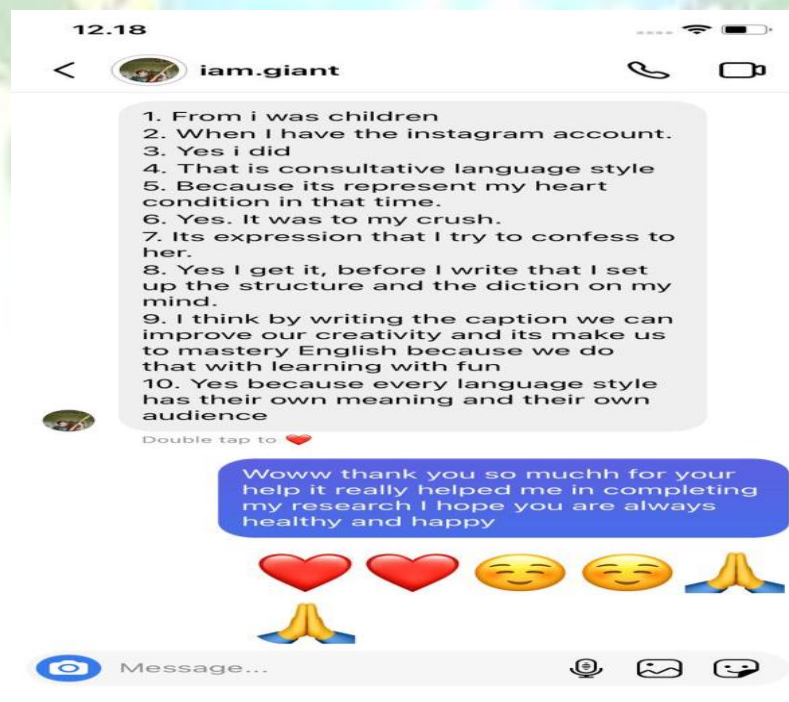 12.18
iam.giant
1. From i was children
2. When I have the instagram account.
3. Yes i did
4. That is consultative language style
5. Because its represent my heart
condition in that time.
6. Yes. It was to my crush.
7. Its expression that I try to confess to
her.
8. Yes I get it, before I write that I set
up the structure and the diction on my
mind.
9. I think by writing the caption we can
improve our creativity and its make us
to mastery English because we do
that with learning with fun
10. Yes because every language style
has their own meaning and their own
audience
Double tap to ❤️
Woww thank you so muchh for your
help it really helped me in completing
my research I hope you are always
healthy and happy
❤️❤️☺️☺️🙏
🙏
Message...